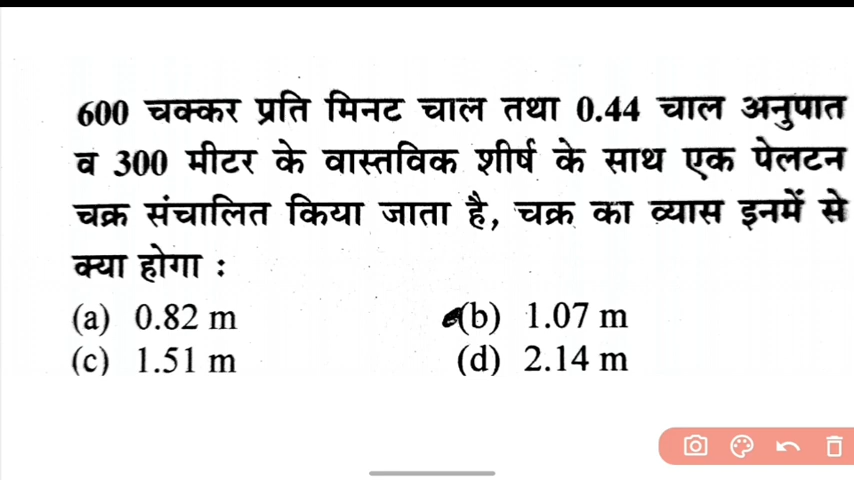 600 चक्कर प्रति मिनट चाल तथा 0.44 चाल अनुपात
व 300 मीटर के वास्तविक शीर्ष के साथ एक पेलटन
चक्र संचालित किया जाता है, चक्र का व्यास इनमें से
क्या होगा :
(a) 0.82 m (b) 1.07 m
(c) 1.51 m (d) 2.14 m